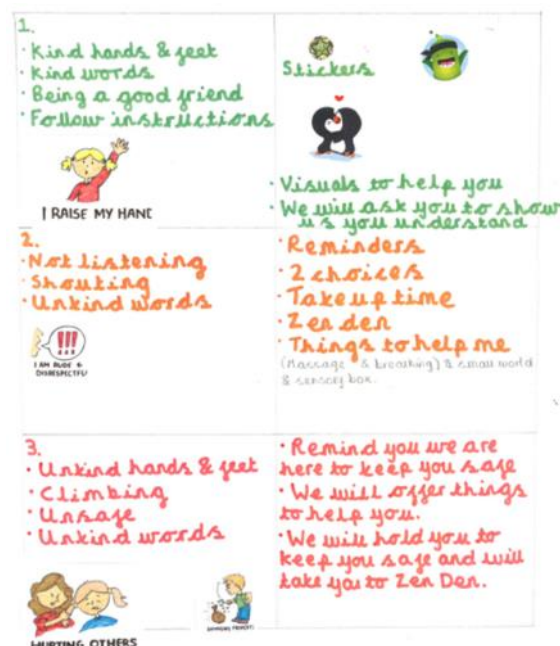 1.
· Kind hands & feet
· Kind words
· Being a good friend
· Follow instructions
I RAISE MY HAND
Stickers
· Visuals to help you
· We will ask you to show
us you understand
2.
· Not listening
· Shouting
· Unkind words
!!!
I AM RUDE &
DISRESPECTFU
· Reminders
· 2 choices
· Take up time
· Zen den
· Things to help me
(Massage & breathing) & small world
& sensory box.
3.
· Unkind hands & feet
· Climbing
· Unsafe
· Unkind words
HURTING OTHERS
· Remind you we are
here to keep you safe
· We will offer things
to help you.
· We will hold you to
keep you safe and will
take you to Zen Den.